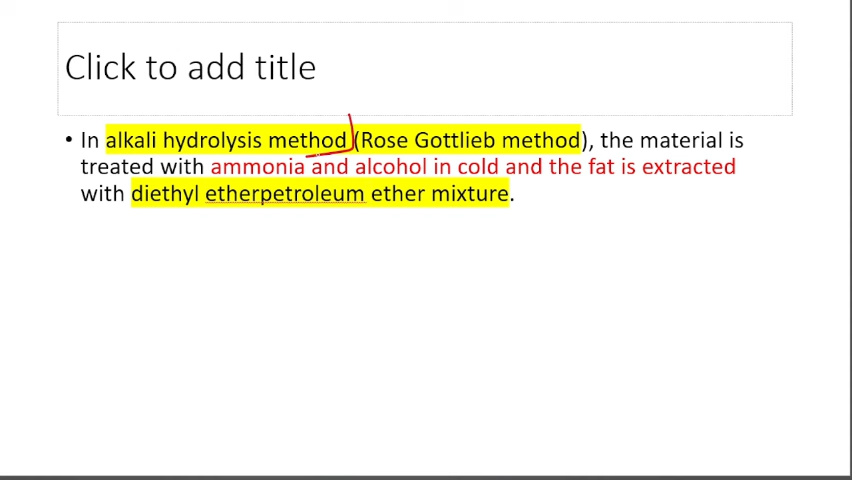 Click to add title
• In alkali hydrolysis method (Rose Gottlieb method), the material is
treated with ammonia and alcohol in cold and the fat is extracted
with diethyl etherpetroleum ether mixture.